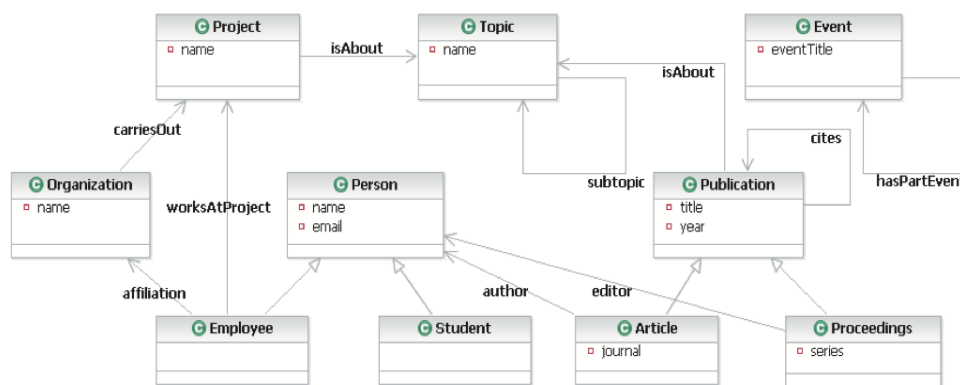 Project
name
Topic
name
Event
eventTitle
isAbout
isAbout
carriesOut
cites
Organization
name
Person
name
email
subtopic
Publication
title
year
hasPartEvent
worksAtProject
affiliation
author
editor
Employee
Student
Article
journal
Proceedings
series